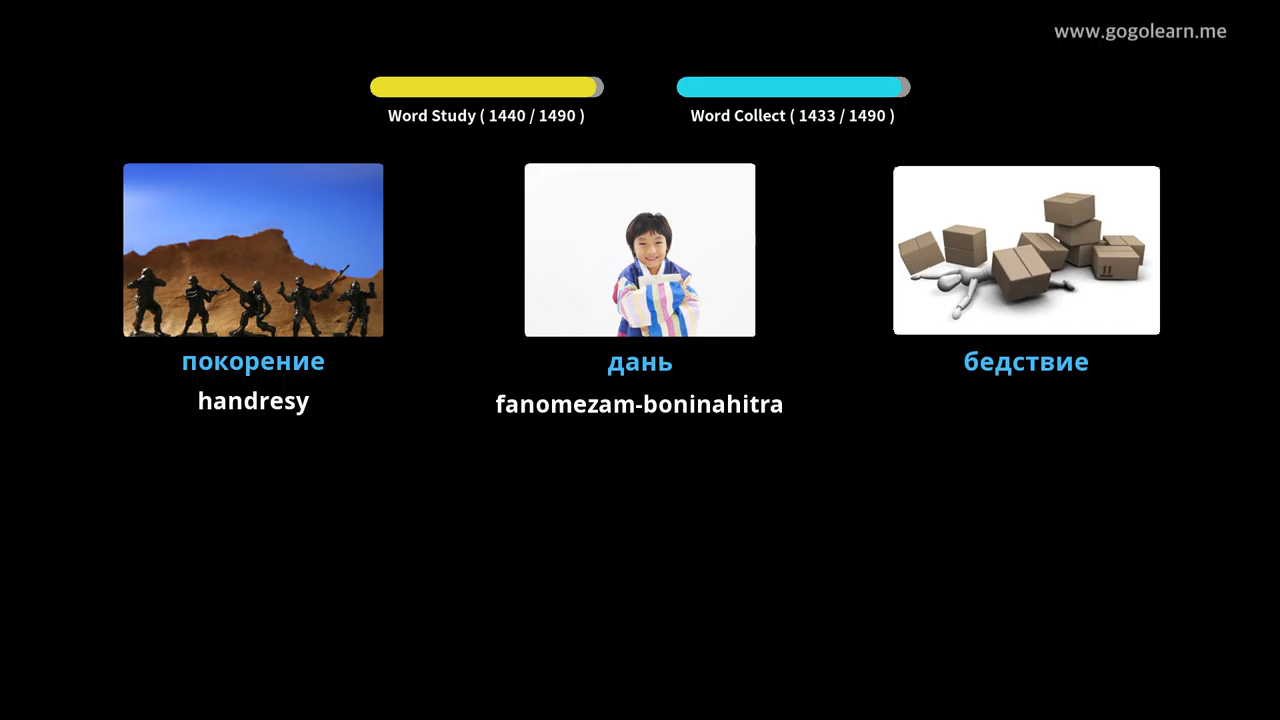 www.gogolearn.me
Word Study ( 1440 / 1490 )
Word Collect ( 1433 / 1490 )
покорение
дань
бедствие
handresy
fanomezam-boninahitra